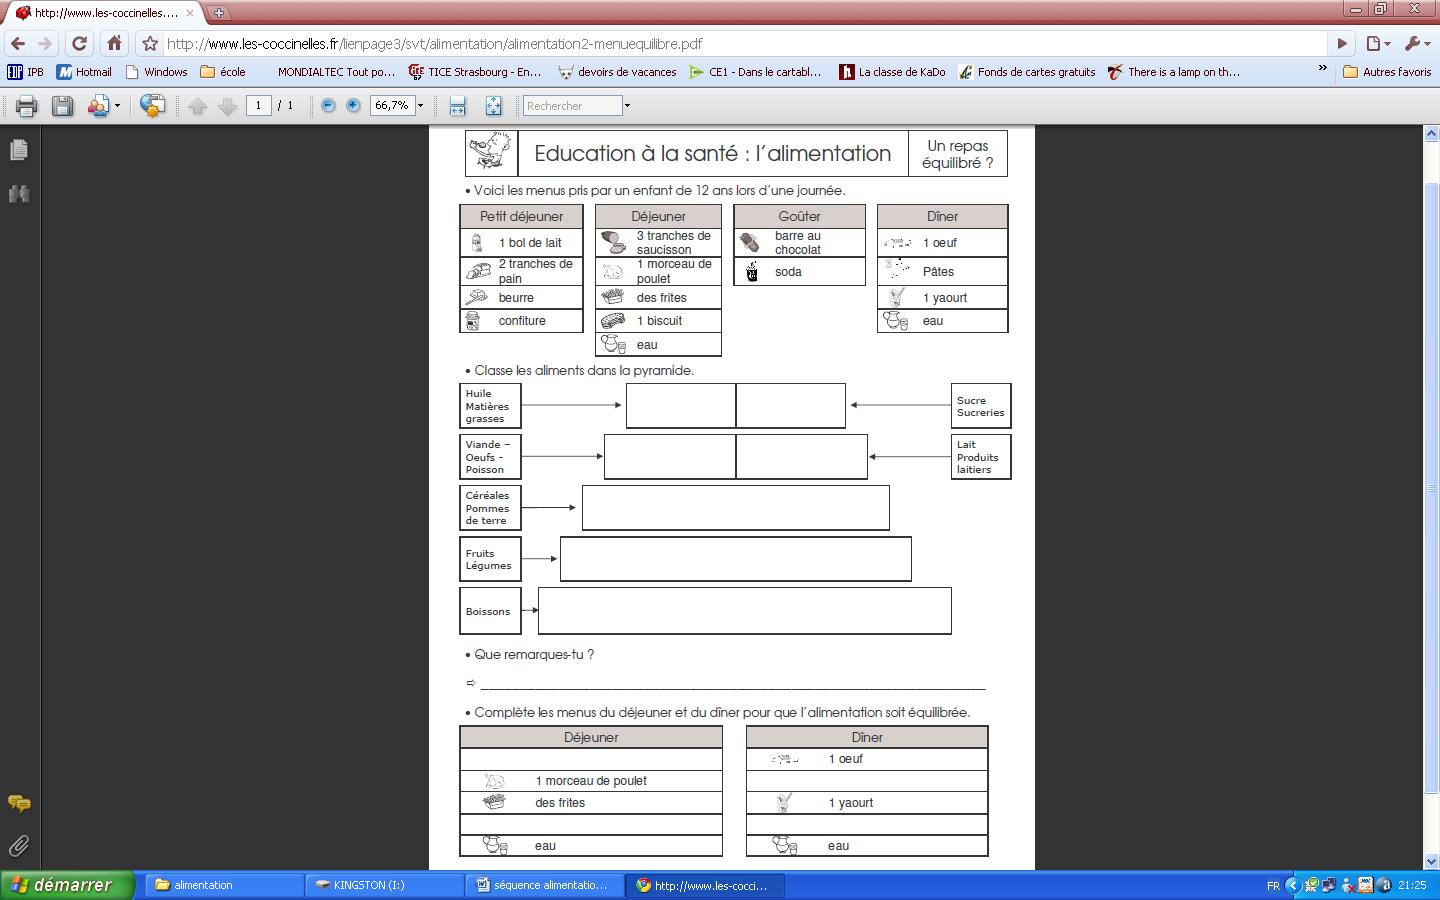 http://www.les-coccinelles....
http://www.les-coccinelles.fr/lienpage3/svt/alimentation/alimentation2-menuequilibre.pdf
IPB Hotmail Windows école MONDIALTEC Tout po... TICE Strasbourg - En... devoirs de vacances CE1 - Dans le cartabl... La classe de KaDo Fonds de cartes gratuits There is a lamp on th... » Autres favoris
1 / 1 66,7% Rechercher
Education à la santé : l'alimentation
Un repas
équilibré ?
• Voici les menus pris par un enfant de 12 ans lors d'une journée.
Petit déjeuner
1 bol de lait
2 tranches de
pain
beurre
confiture
Déjeuner
3 tranches de
saucisson
1 morceau de
poulet
des frites
1 biscuit
eau
Goûter
barre au
chocolat
soda
Dîner
1 oeuf
Pâtes
1 yaourt
eau
• Classe les aliments dans la pyramide.
Huile
Matières
grasses
Sucre
Sucreries
Viande –
Oeufs -
Poisson
Lait
Produits
laitiers
Céréales
Pommes
de terre
Fruits
Légumes
Boissons
• Que remarques-tu ?
• Complète les menus du déjeuner et du dîner pour que l'alimentation soit équilibrée.
Déjeuner
1 morceau de poulet
des frites
eau
Dîner
1 oeuf
1 yaourt
eau
démarrer alimentation KINGSTON (I:) séquence alimentatio... http://www.les-cocci... FR 21:25